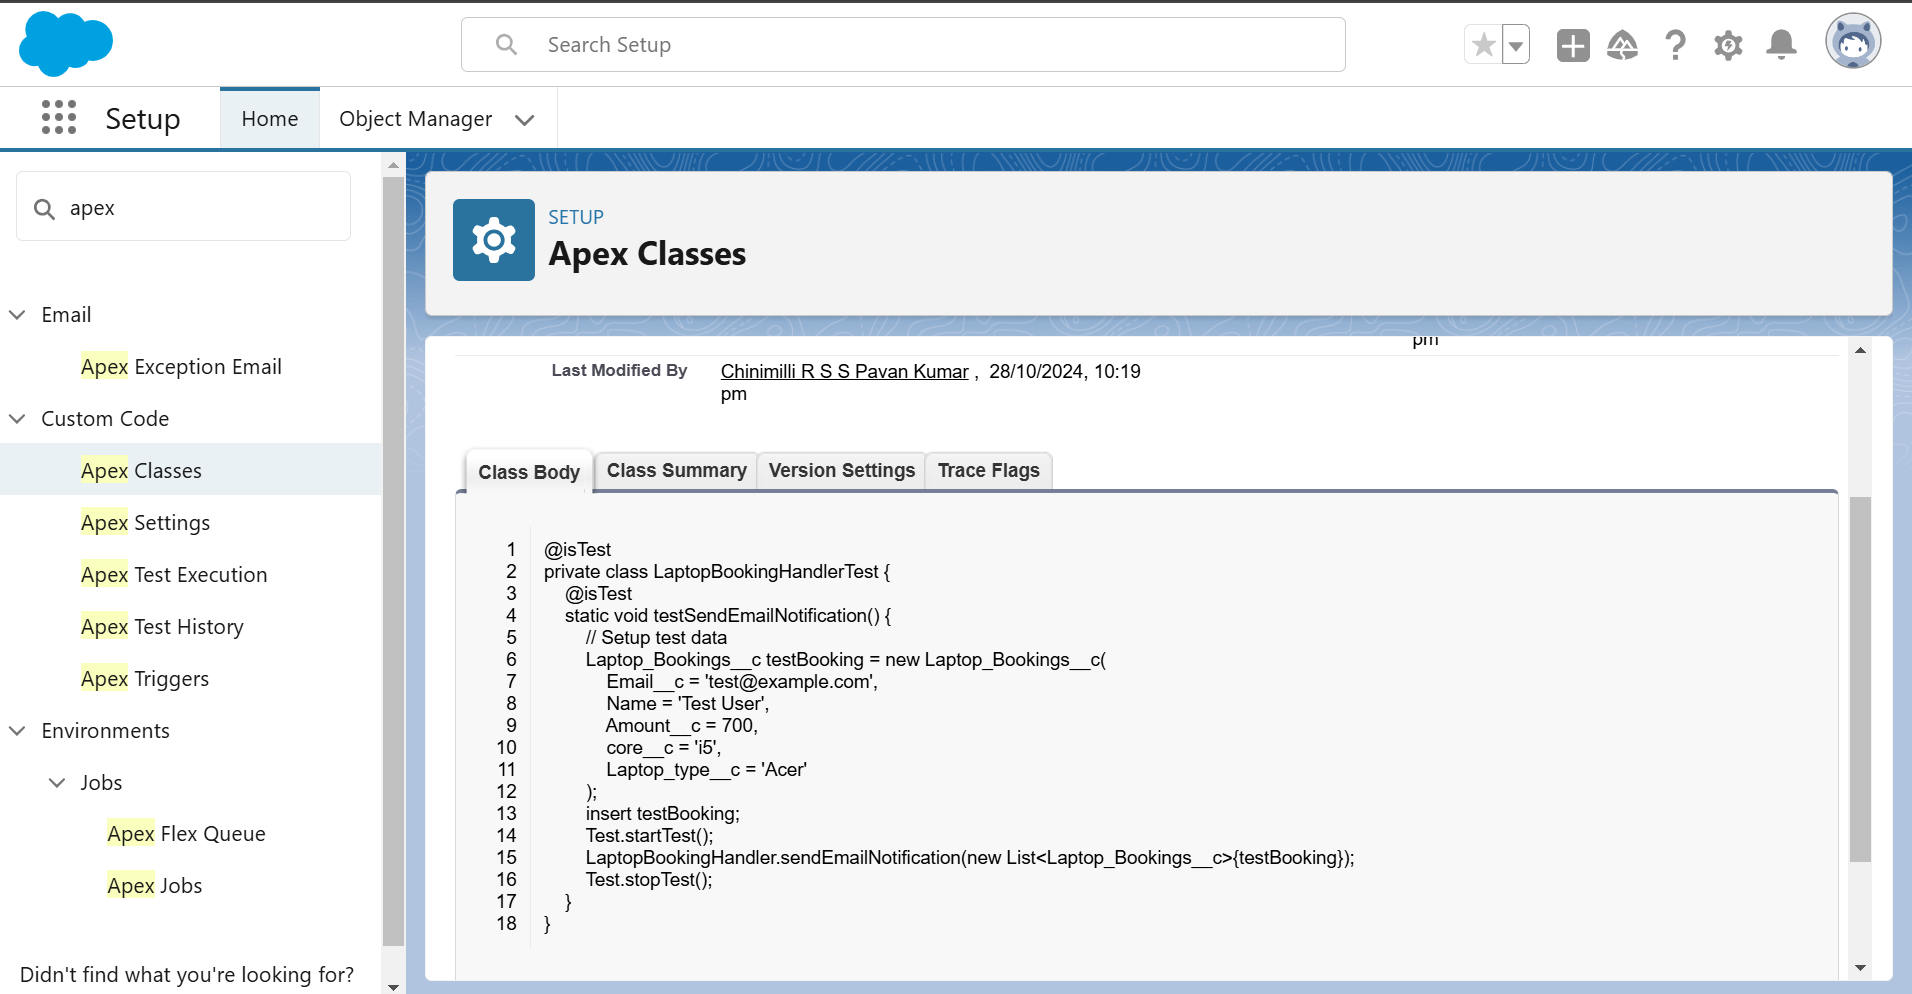 Search Setup
Setup
Home
Object Manager
apex
Email
Apex Exception Email
Custom Code
Apex Classes
Apex Settings
Apex Test Execution
Apex Test History
Apex Triggers
Environments
Jobs
Apex Flex Queue
Apex Jobs
Didn't find what you're looking for?
SETUP
Apex Classes
pm
Last Modified By
Chinimilli R S S Pavan Kumar , 28/10/2024, 10:19
pm
Class Body
Class Summary
Version Settings
Trace Flags
1 @isTest
2 private class LaptopBookingHandlerTest {
3 @isTest
4 static void testSendEmailNotification() {
5 // Setup test data
6 Laptop_Bookings__c testBooking = new Laptop_Bookings__c(
7 Email__c = 'test@example.com',
8 Name = 'Test User',
9 Amount__c = 700,
10 core__c = 'i5',
11 Laptop_type__c = 'Acer'
12 );
13 insert testBooking;
14 Test.startTest();
15 LaptopBookingHandler.sendEmailNotification(new List<Laptop_Bookings__c>{testBooking});
16 Test.stopTest();
17 }
18 }